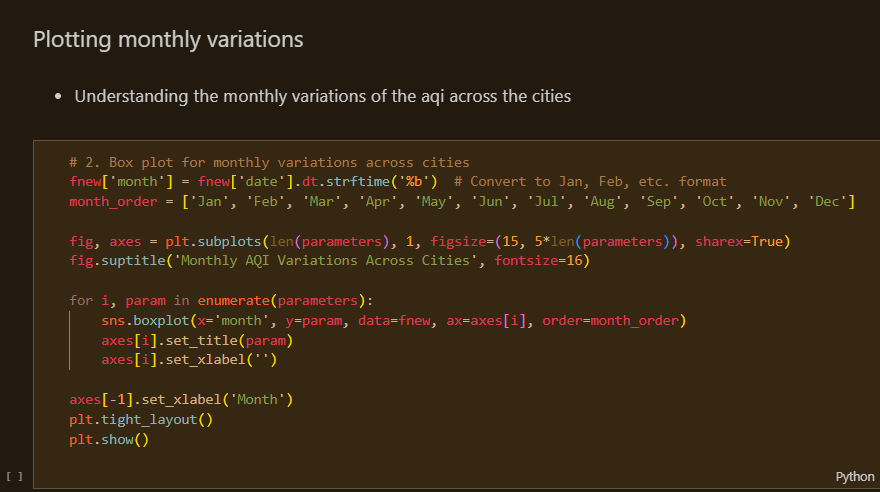 Plotting monthly variations
• Understanding the monthly variations of the aqi across the cities
# 2. Box plot for monthly variations across cities
fnew['month'] = fnew['date'].dt.strftime('%b')  # Convert to Jan, Feb, etc. format
month_order = ['Jan', 'Feb', 'Mar', 'Apr', 'May', 'Jun', 'Jul', 'Aug', 'Sep', 'Oct', 'Nov', 'Dec']
fig, axes = plt.subplots(len(parameters), 1, figsize=(15, 5*len(parameters)), sharex=True)
fig.suptitle('Monthly AQI Variations Across Cities', fontsize=16)
for i, param in enumerate(parameters):
    sns.boxplot(x='month', y=param, data=fnew, ax=axes[i], order=month_order)
    axes[i].set_title(param)
    axes[i].set_xlabel('')
axes[-1].set_xlabel('Month')
plt.tight_layout()
plt.show()
[ ]
Python